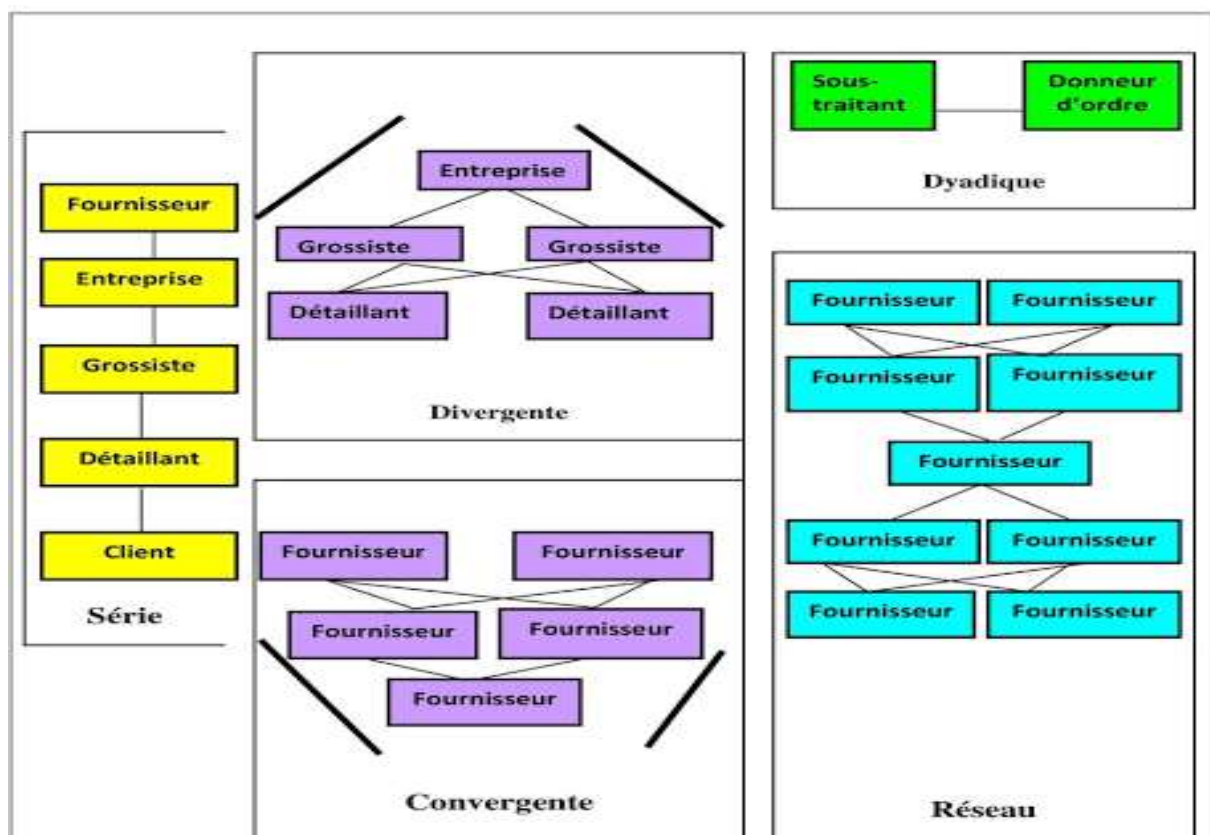 Fournisseur
Entreprise
Grossiste
Détaillant
Client
Série
Entreprise
Grossiste Grossiste
Détaillant Détaillant
Divergente
Fournisseur Fournisseur
Fournisseur Fournisseur
Fournisseur
Convergente
Sous-
traitant
Donneur
d'ordre
Dyadique
Fournisseur Fournisseur
Fournisseur Fournisseur
Fournisseur
Fournisseur Fournisseur
Fournisseur Fournisseur
Réseau